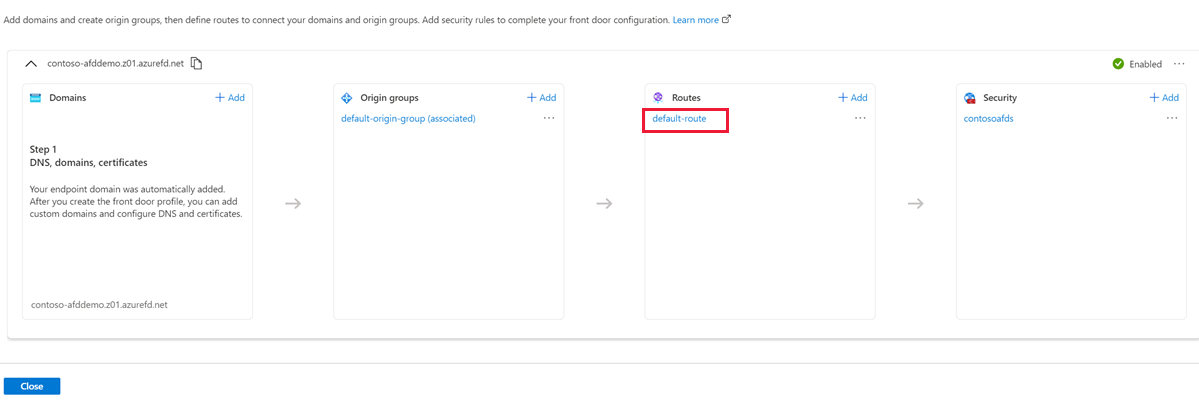 Add domains and create origin groups, then define routes to connect your domains and origin groups. Add security rules to complete your front door configuration. Learn more
contoso-afddemo.z01.azurefd.net
Enabled
Domains
+ Add
Step 1
DNS, domains, certificates
Your endpoint domain was automatically added.
After you create the front door profile, you can add
custom domains and configure DNS and certificates.
contoso-afddemo.z01.azurefd.net
Origin groups
+ Add
default-origin-group (associated)
Routes
+ Add
default-route
Security
+ Add
contosoafds
Close